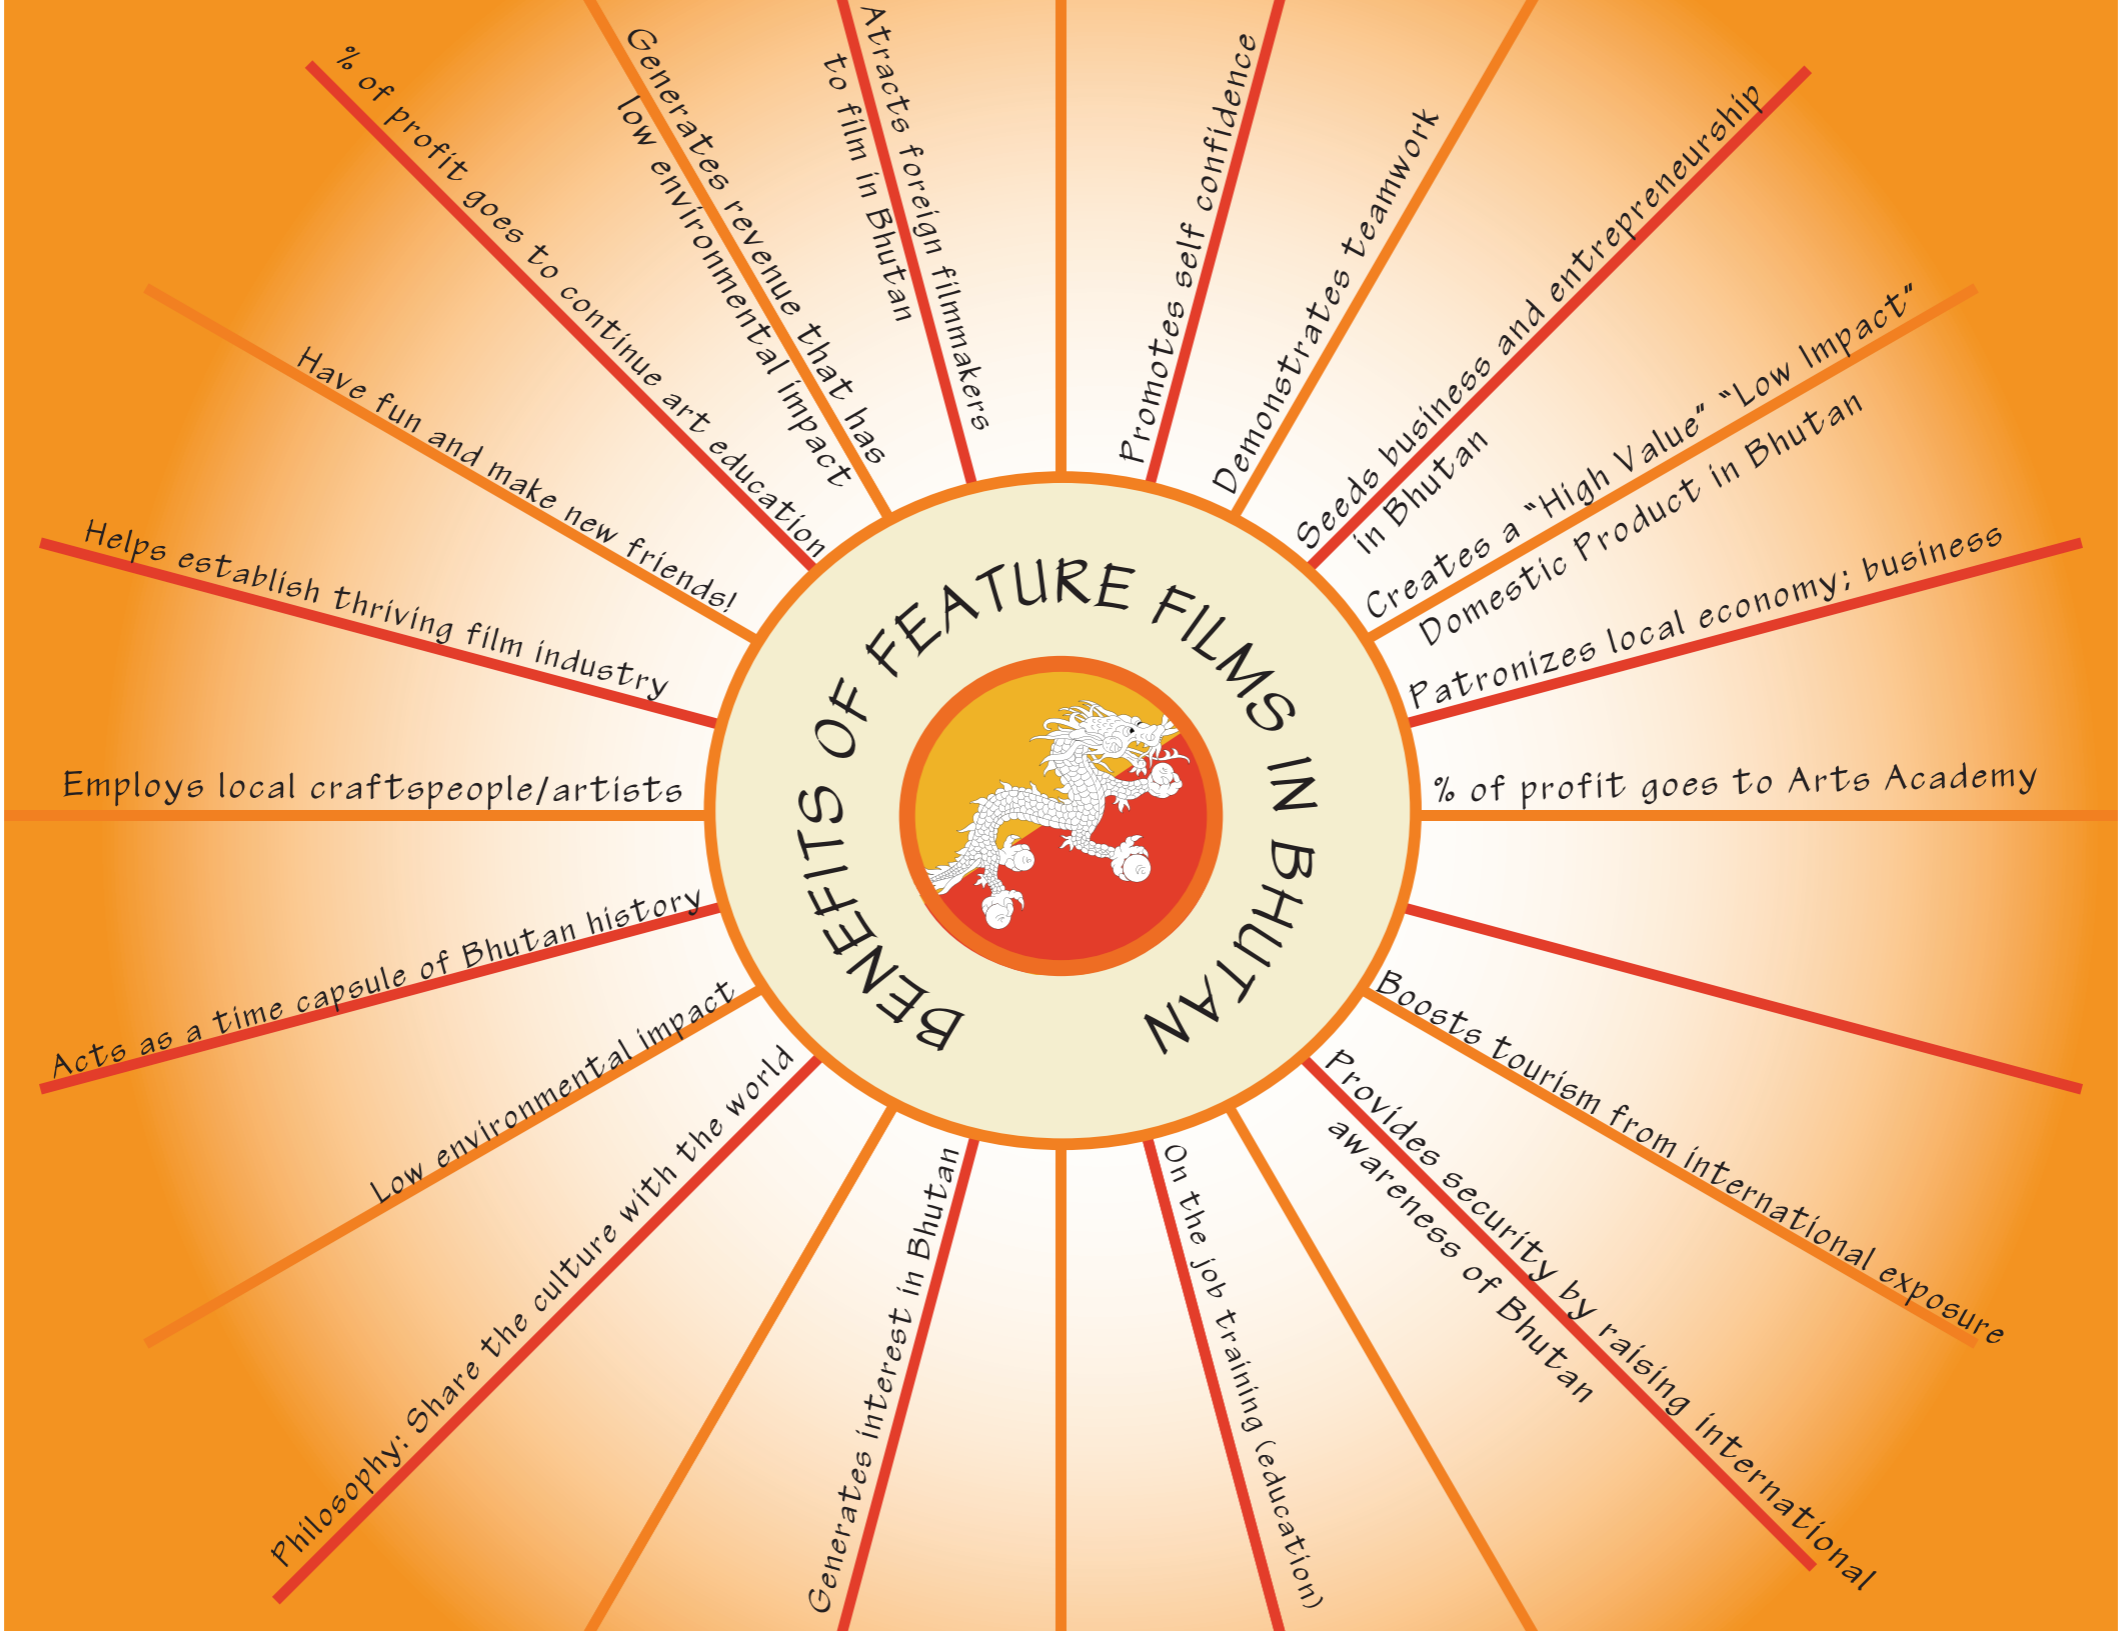 BENEFITS OF FEATURE FILMS IN BHUTAN
Atracts foreign filmmakers
to film in Bhutan
Promotes self confidence
Demonstrates teamwork
Seeds business and entrepreneurship
in Bhutan
Creates a “High Value” “Low Impact”
Domestic Product in Bhutan
Patronizes local economy; business
% of profit goes to Arts Academy
Boosts tourism from international exposure
Provides security by raising international
awareness of Bhutan
On the job training (education)
Generates interest in Bhutan
Philosophy: Share the culture with the world
Low environmental impact
Acts as a time capsule of Bhutan history
Employs local craftspeople/artists
Helps establish thriving film industry
Have fun and make new friends!
% of profit goes to continue art education
Generates revenue that has
low environmental impact